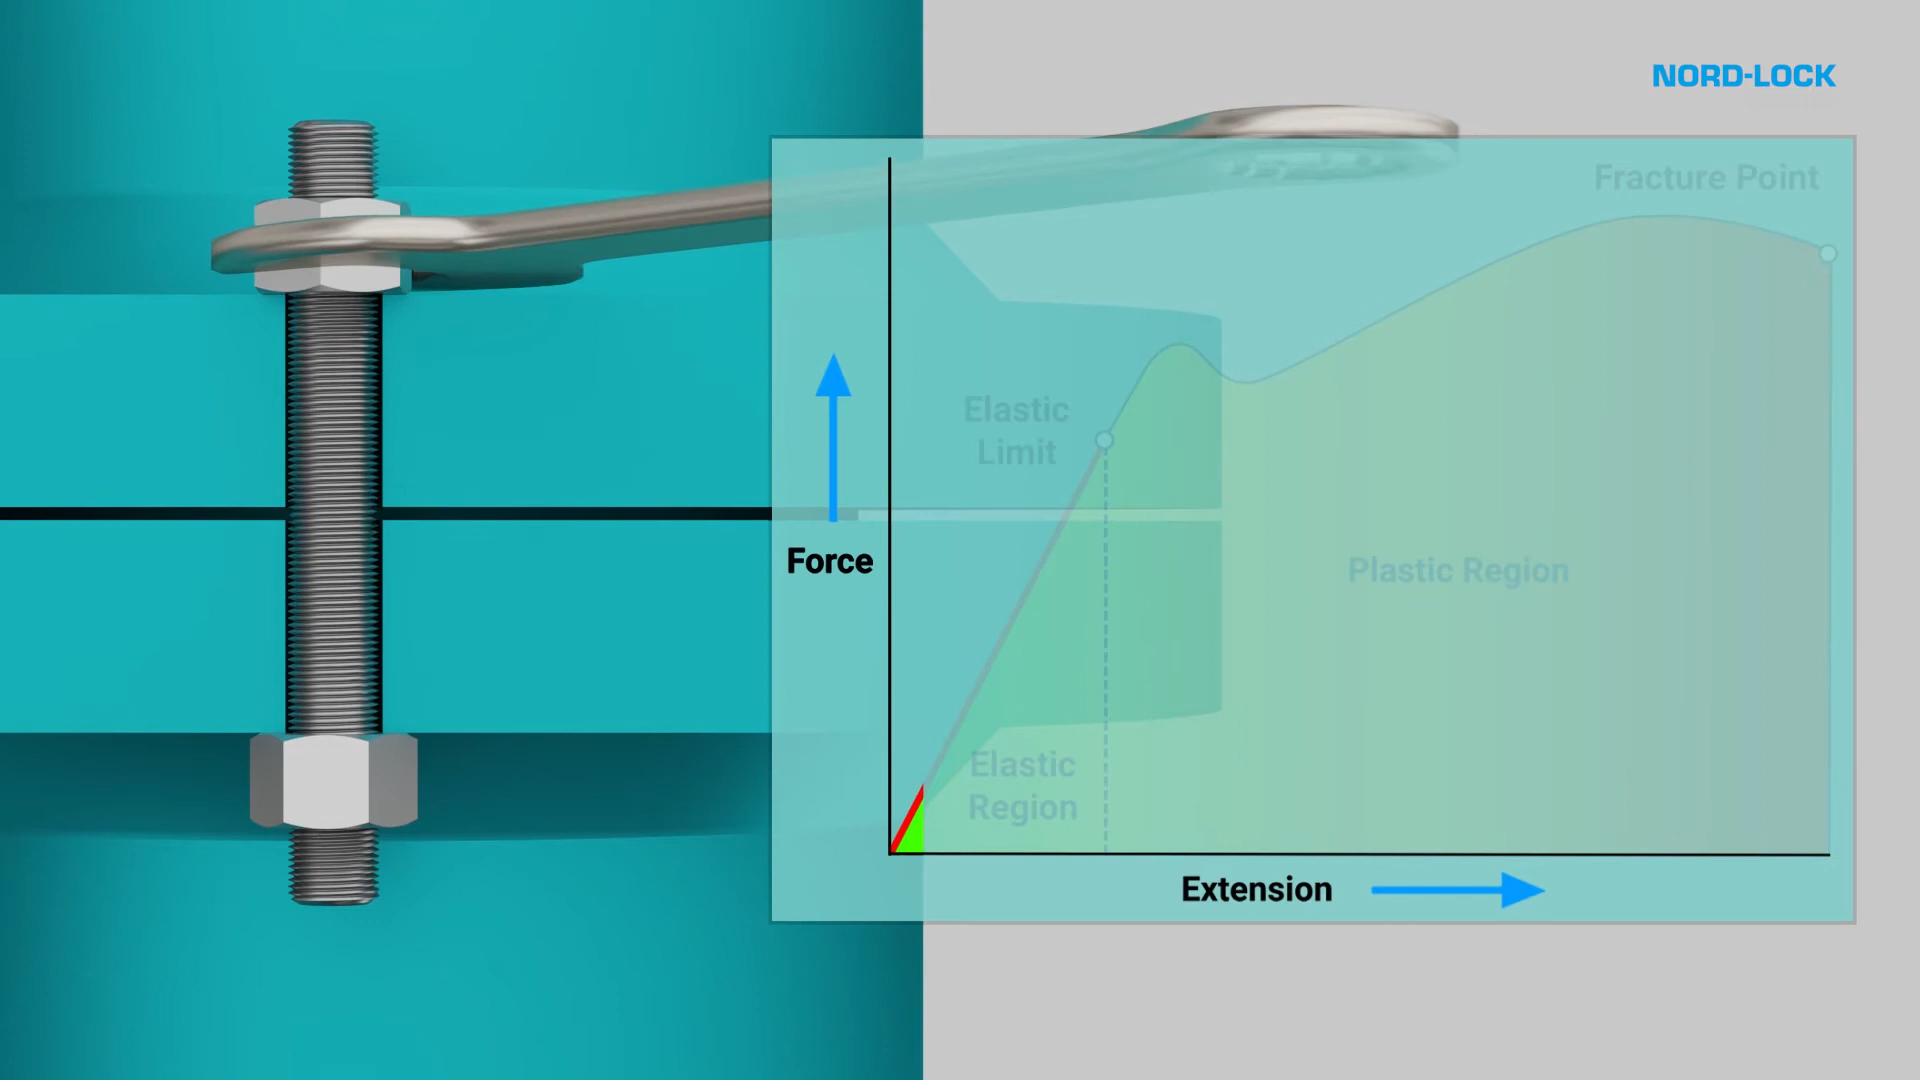 NORD-LOCK
Fracture Point
Elastic
Limit
Force
Plastic Region
Elastic
Region
Extension